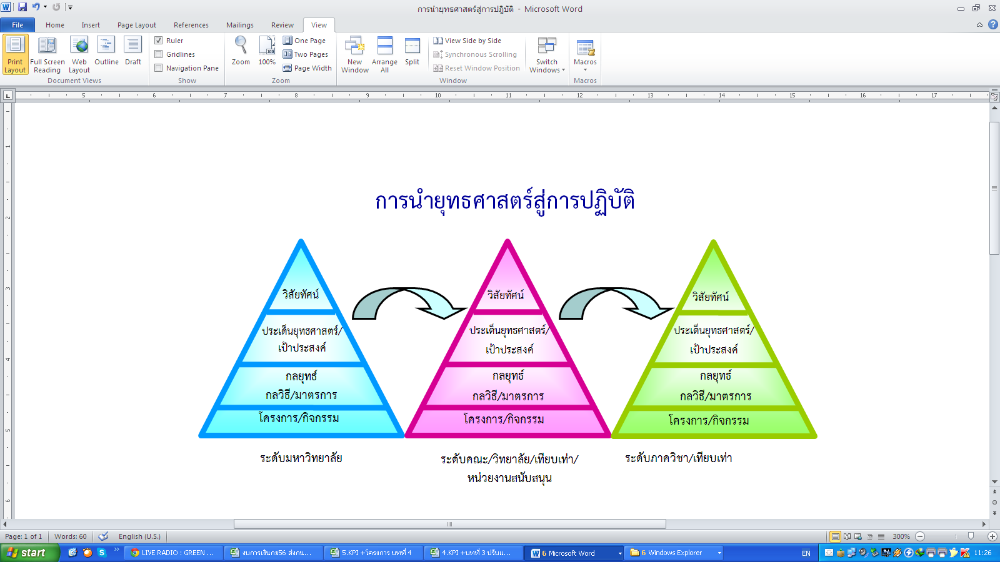 การนำยุทธศาสตร์สู่การปฏิบัติ - Microsoft Word
File Home Insert Page Layout References Mailings Review View
Print Layout
Full Screen Reading
Web Layout
Outline
Draft
Document Views
Ruler
Gridlines
Navigation Pane
Show
Zoom
100%
One Page
Two Pages
Page Width
Zoom
New Window
Arrange All
Split
View Side by Side
Synchronous Scrolling
Reset Window Position
Window
Switch Windows
Macros
Macros
5 6 7 8 9 10 11 12 13 14 15 16 17
1
2
3
4
5
6
การนำยุทธศาสตร์สู่การปฏิบัติ
วิสัยทัศน์
ประเด็นยุทธศาสตร์/
เป้าประสงค์
กลยุทธ์
กลวิธี/มาตรการ
โครงการ/กิจกรรม
ระดับมหาวิทยาลัย
วิสัยทัศน์
ประเด็นยุทธศาสตร์/
เป้าประสงค์
กลยุทธ์
กลวิธี/มาตรการ
โครงการ/กิจกรรม
ระดับคณะ/วิทยาลัย/เทียบเท่า/
หน่วยงานสนับสนุน
วิสัยทัศน์
ประเด็นยุทธศาสตร์/
เป้าประสงค์
กลยุทธ์
กลวิธี/มาตรการ
โครงการ/กิจกรรม
ระดับภาควิชา/เทียบเท่า
Page: 1 of 1 Words: 60 English (U.S.) 300%
start LIVE RADIO : GREEN ... งบการเงินกย56 ส่งกน... 5.KPI +โครงการ บทที่ 4 4.KPI +บทที่ 3 ปรับแ... 6 Microsoft Word 6 Windows Explorer EN 11:26